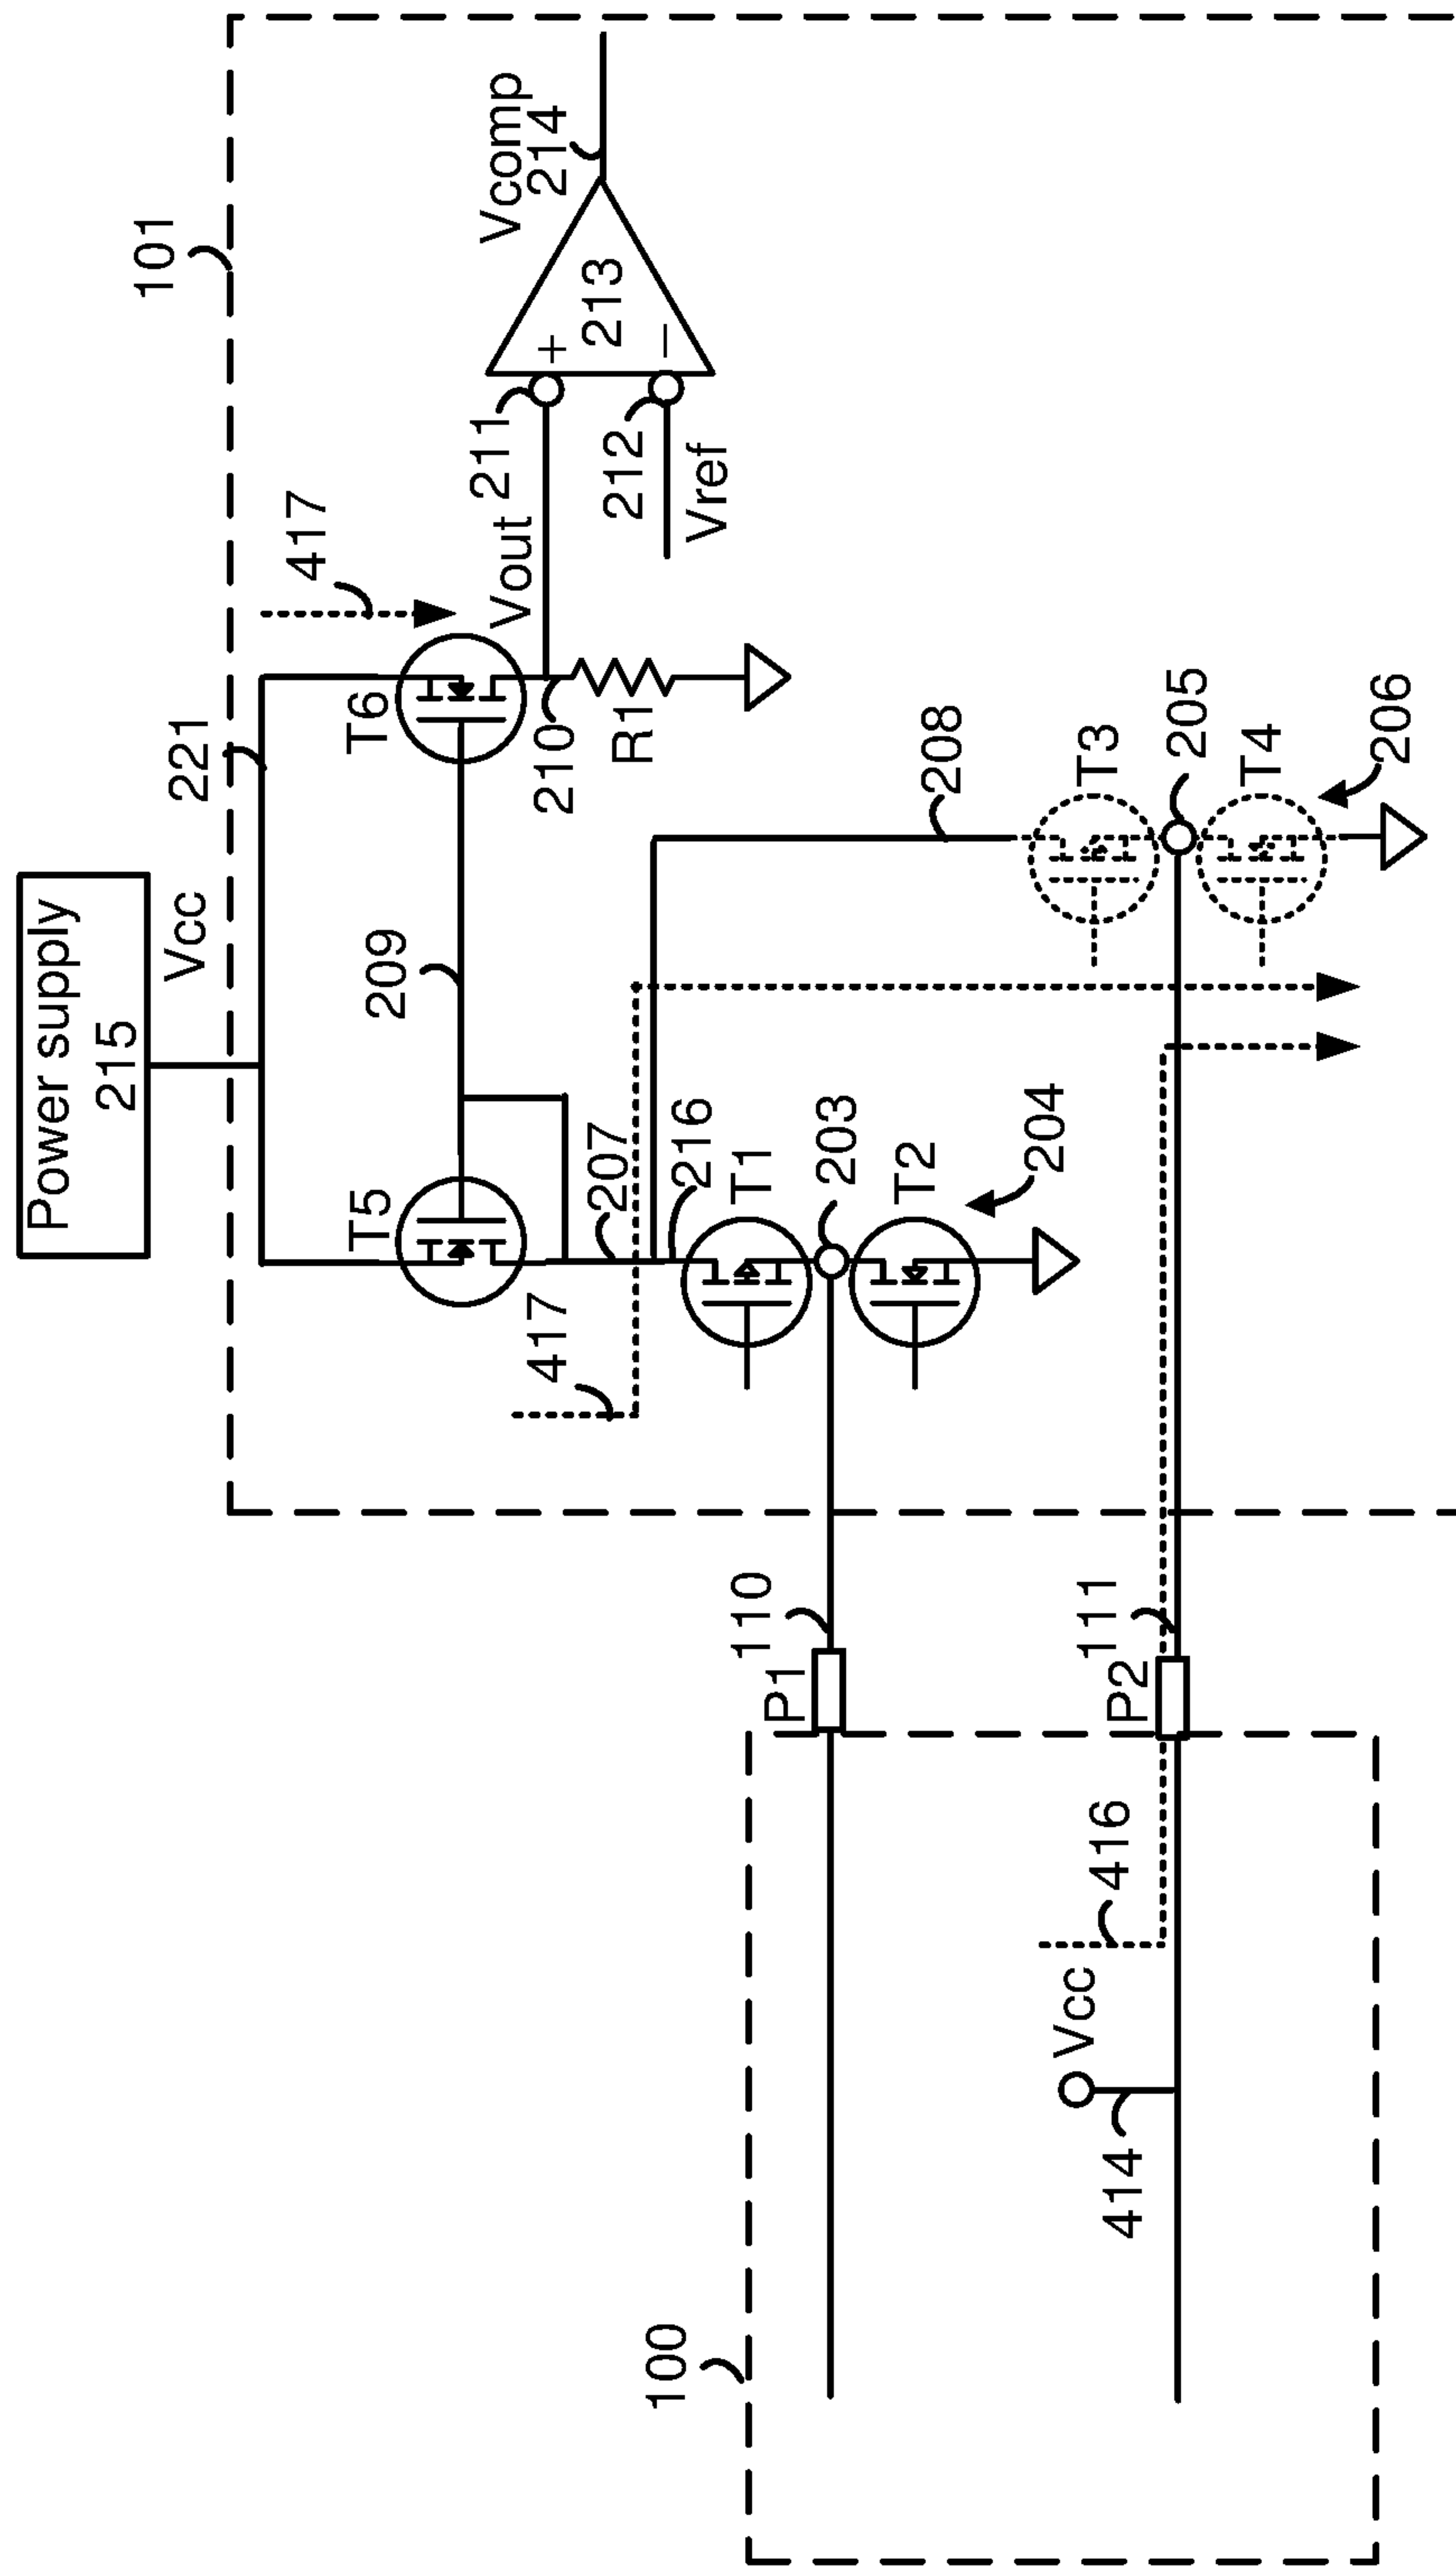 Power supply
215
Vcc
101
221
417
T5
209
T6
Vout
211
Vcomp
214
213
+
−
212
Vref
210
R1
417
207
216
T1
203
T2
204
208
T3
205
T4
206
110
P1
111
P2
416
Vcc
414
100